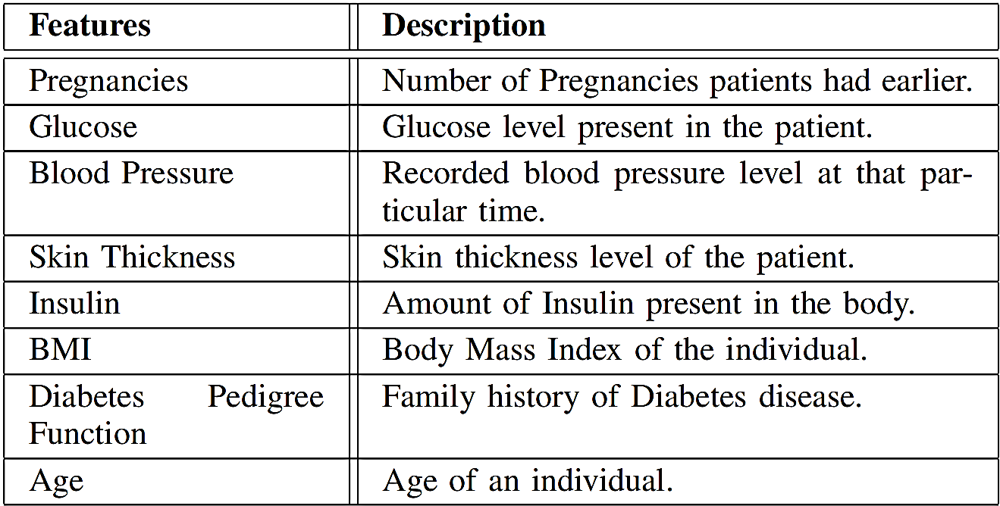 Features Description
Pregnancies Number of Pregnancies patients had earlier.
Glucose Glucose level present in the patient.
Blood Pressure Recorded blood pressure level at that par-
ticular time.
Skin Thickness Skin thickness level of the patient.
Insulin Amount of Insulin present in the body.
BMI Body Mass Index of the individual.
Diabetes Pedigree Family history of Diabetes disease.
Function
Age Age of an individual.